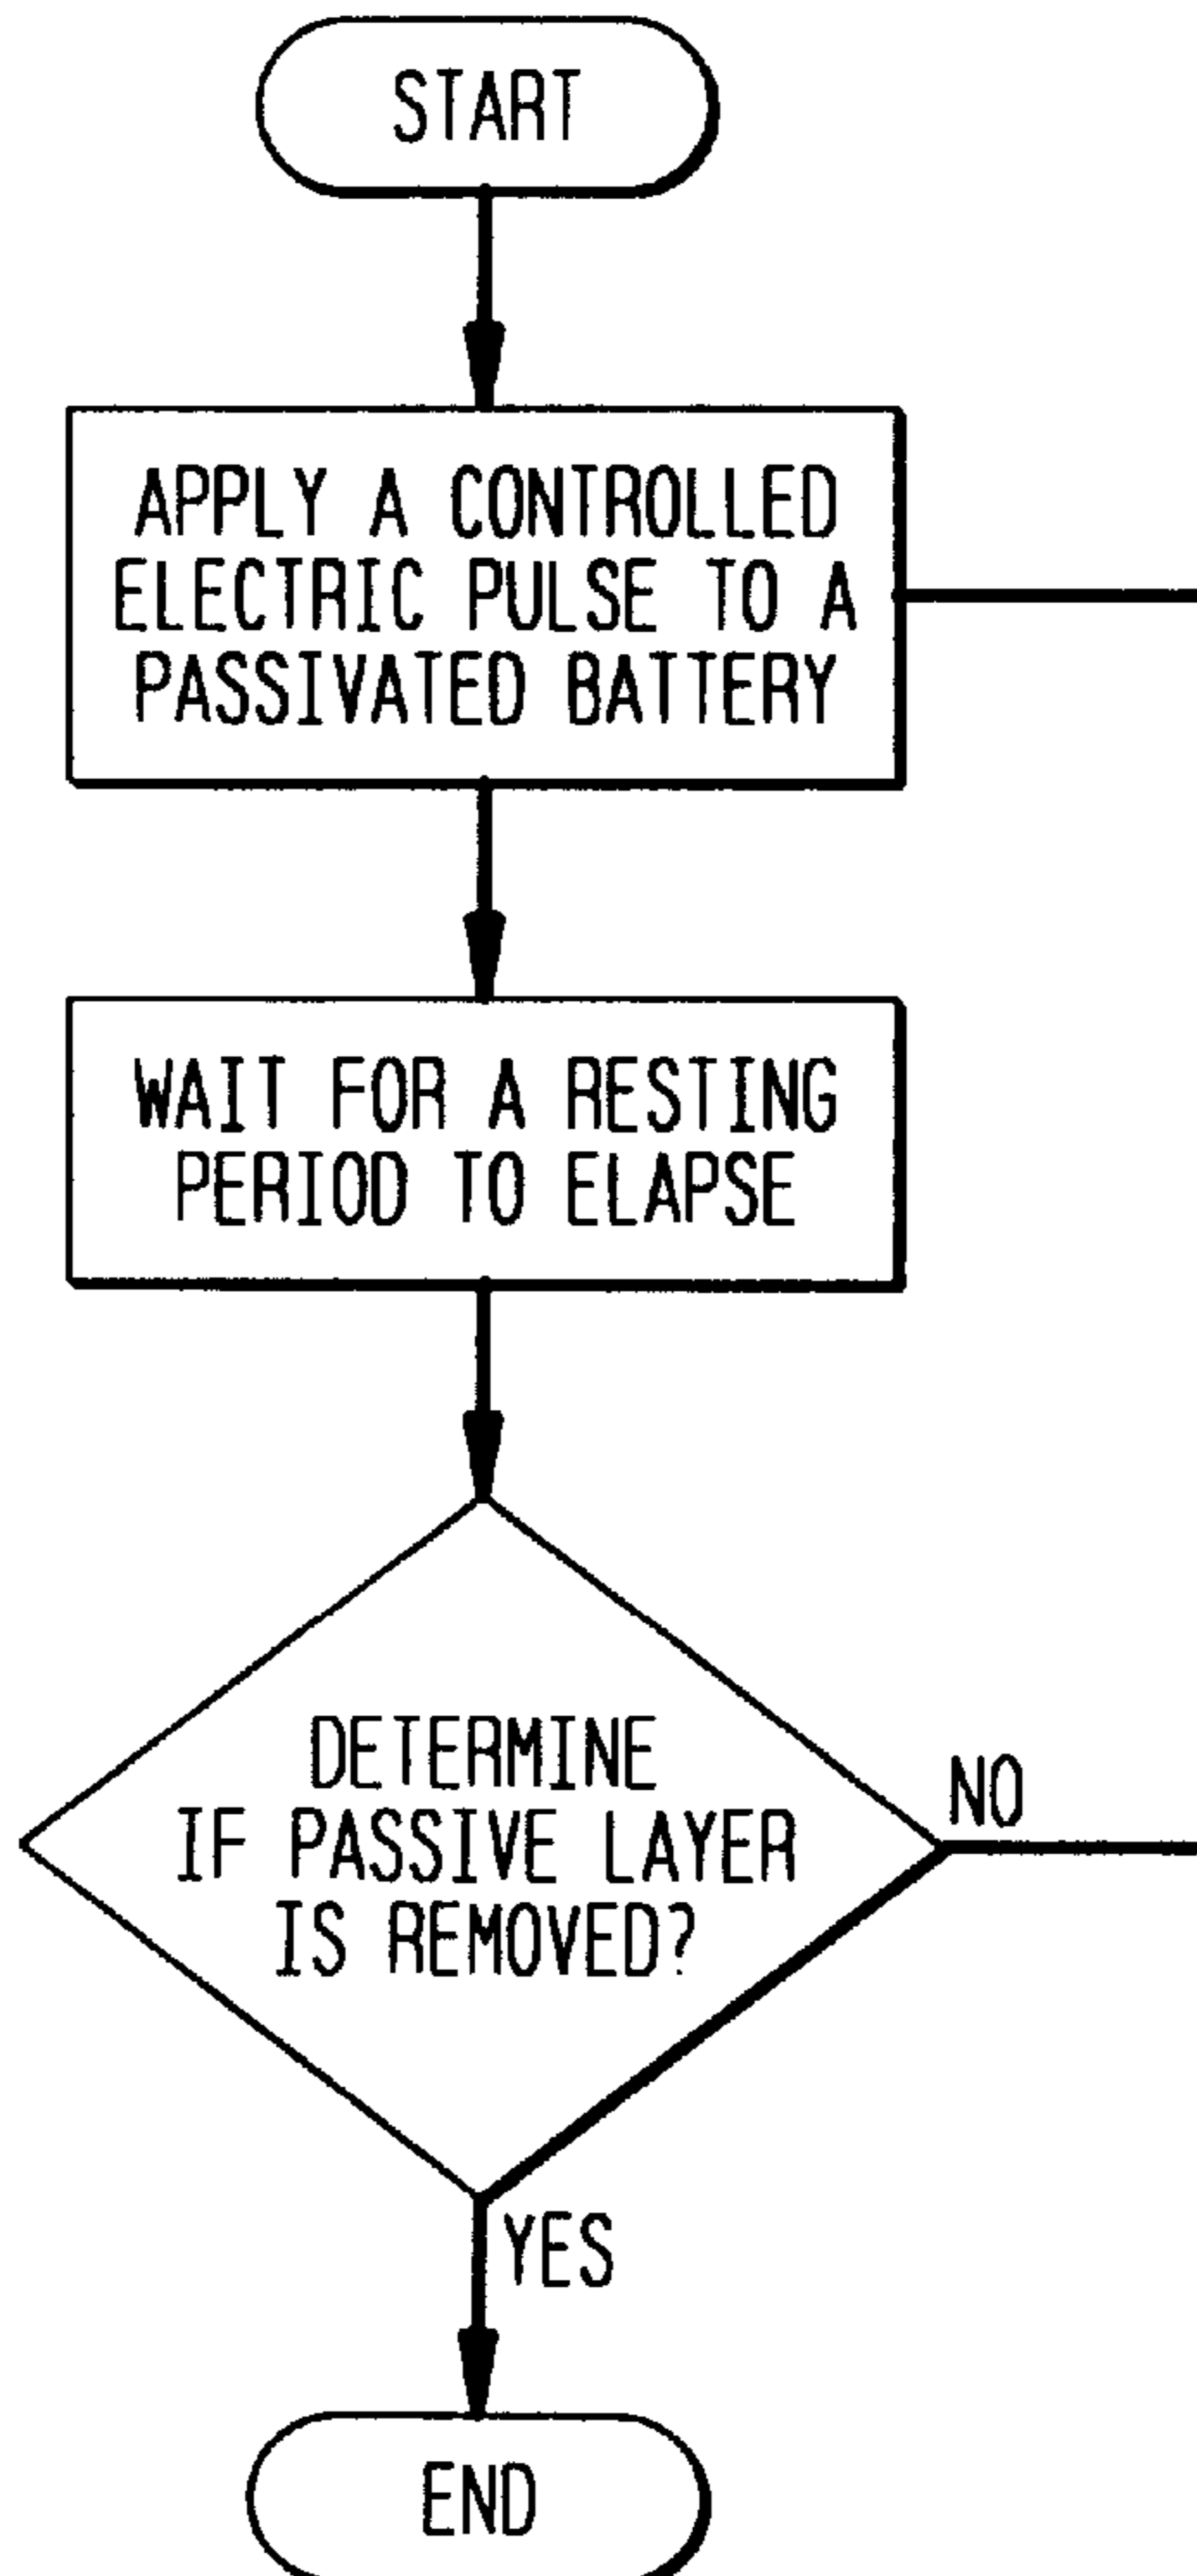 START
APPLY A CONTROLLED
ELECTRIC PULSE TO A
PASSIVATED BATTERY
WAIT FOR A RESTING
PERIOD TO ELAPSE
DETERMINE
IF PASSIVE LAYER
IS REMOVED?
NO
YES
END